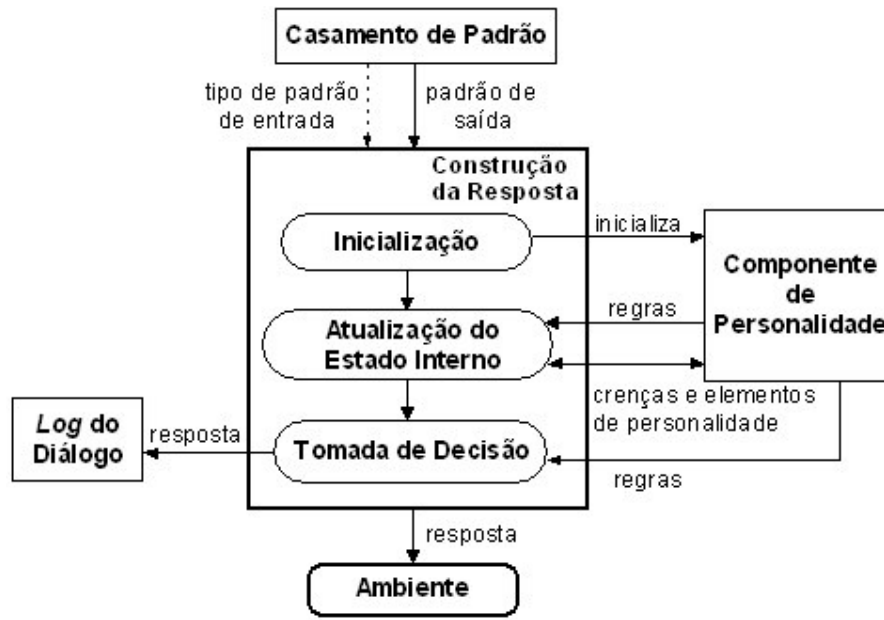 Casamento de Padrão
tipo de padrão
de entrada
padrão de
saída
Construção
da Resposta
Inicialização
inicializa
Componente
de
Personalidade
regras
Atualização do
Estado Interno
crenças e elementos
de personalidade
Log do
Diálogo
resposta
Tomada de Decisão
regras
resposta
Ambiente